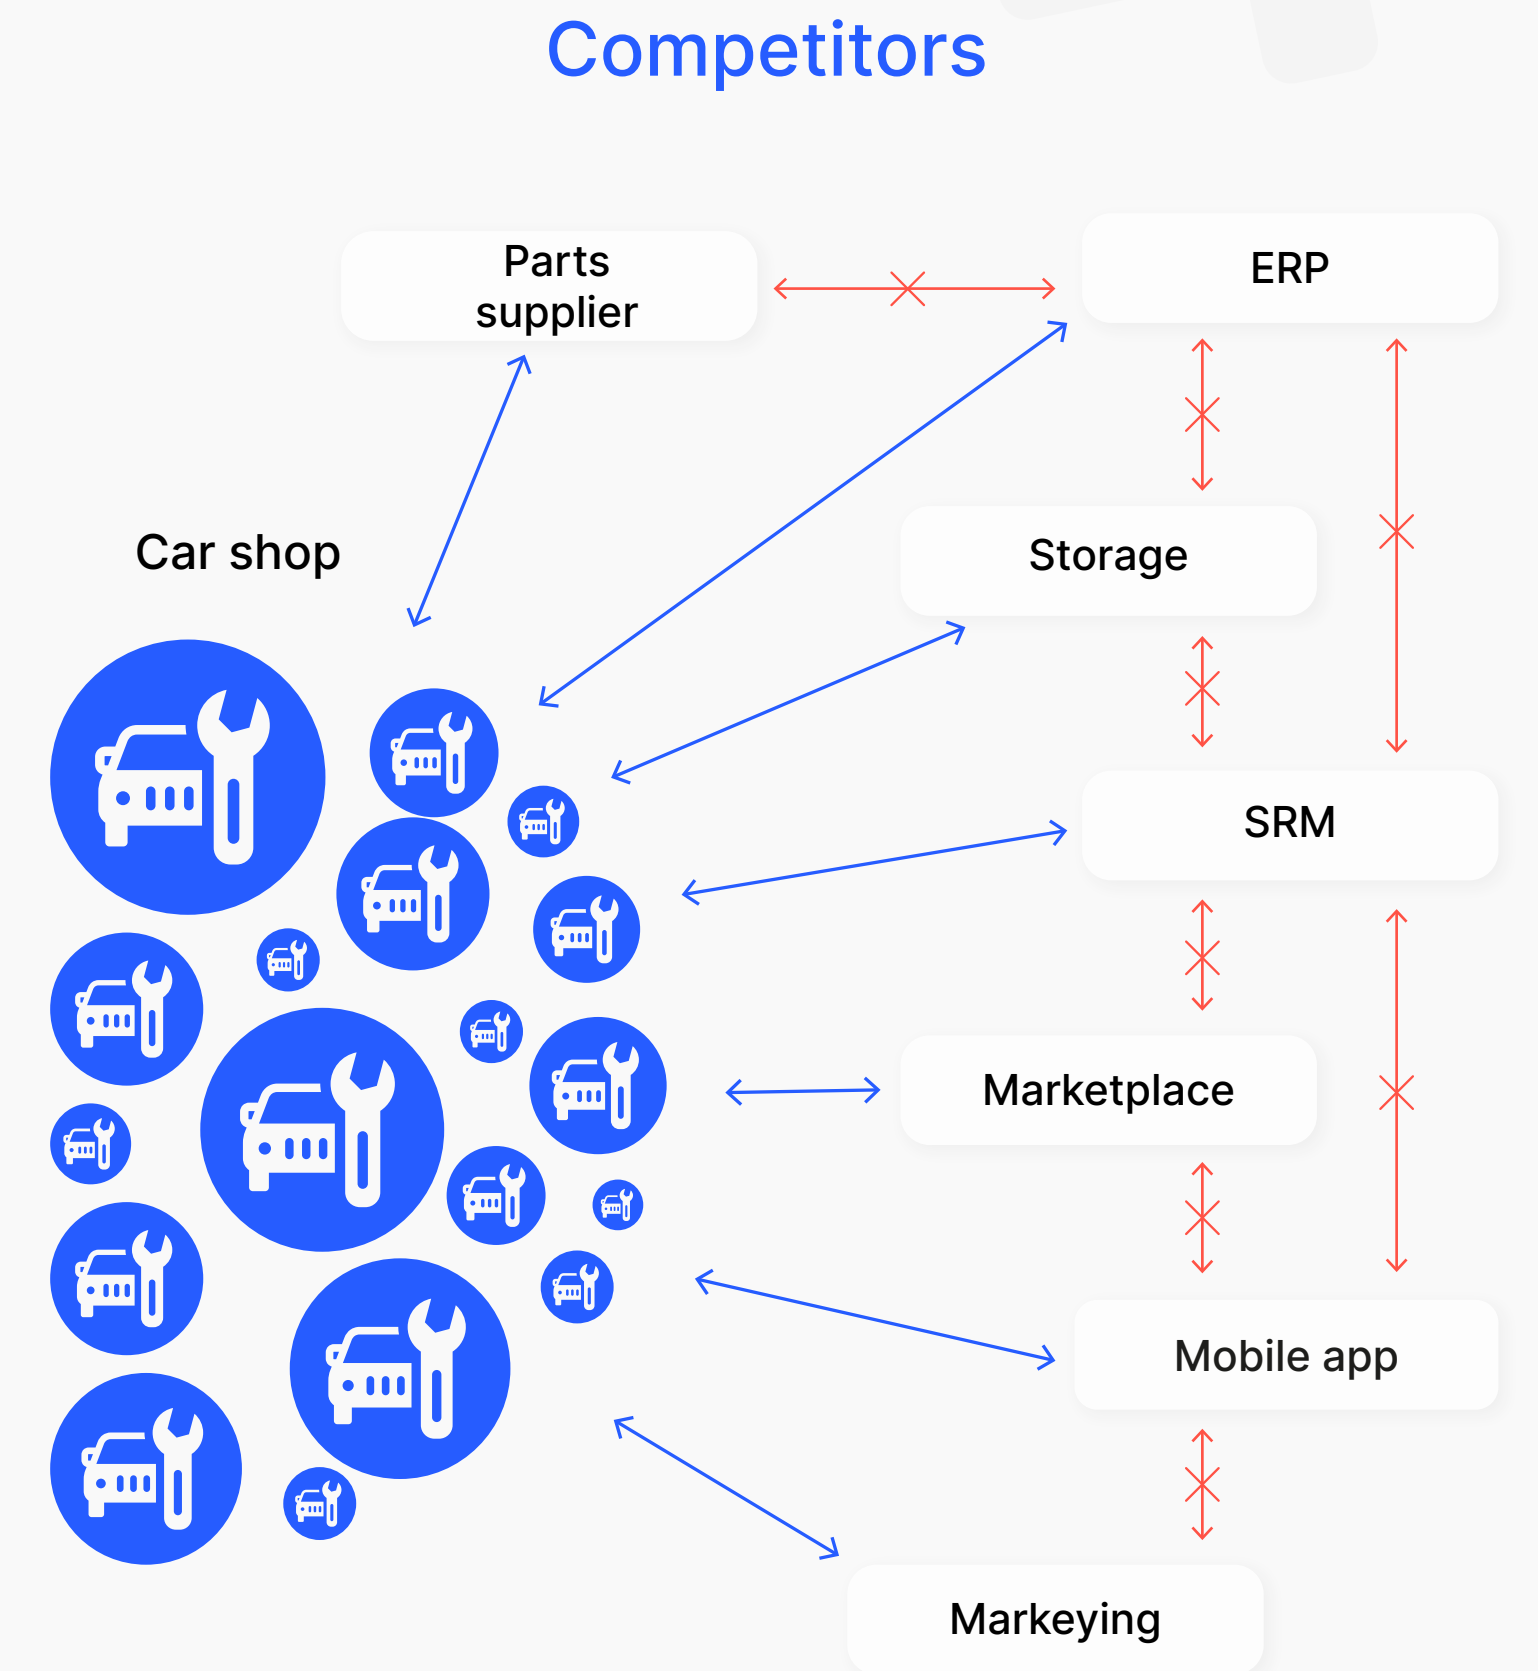 Competitors
Parts
supplier
ERP
Car shop
Storage
SRM
Marketplace
Mobile app
Markeying